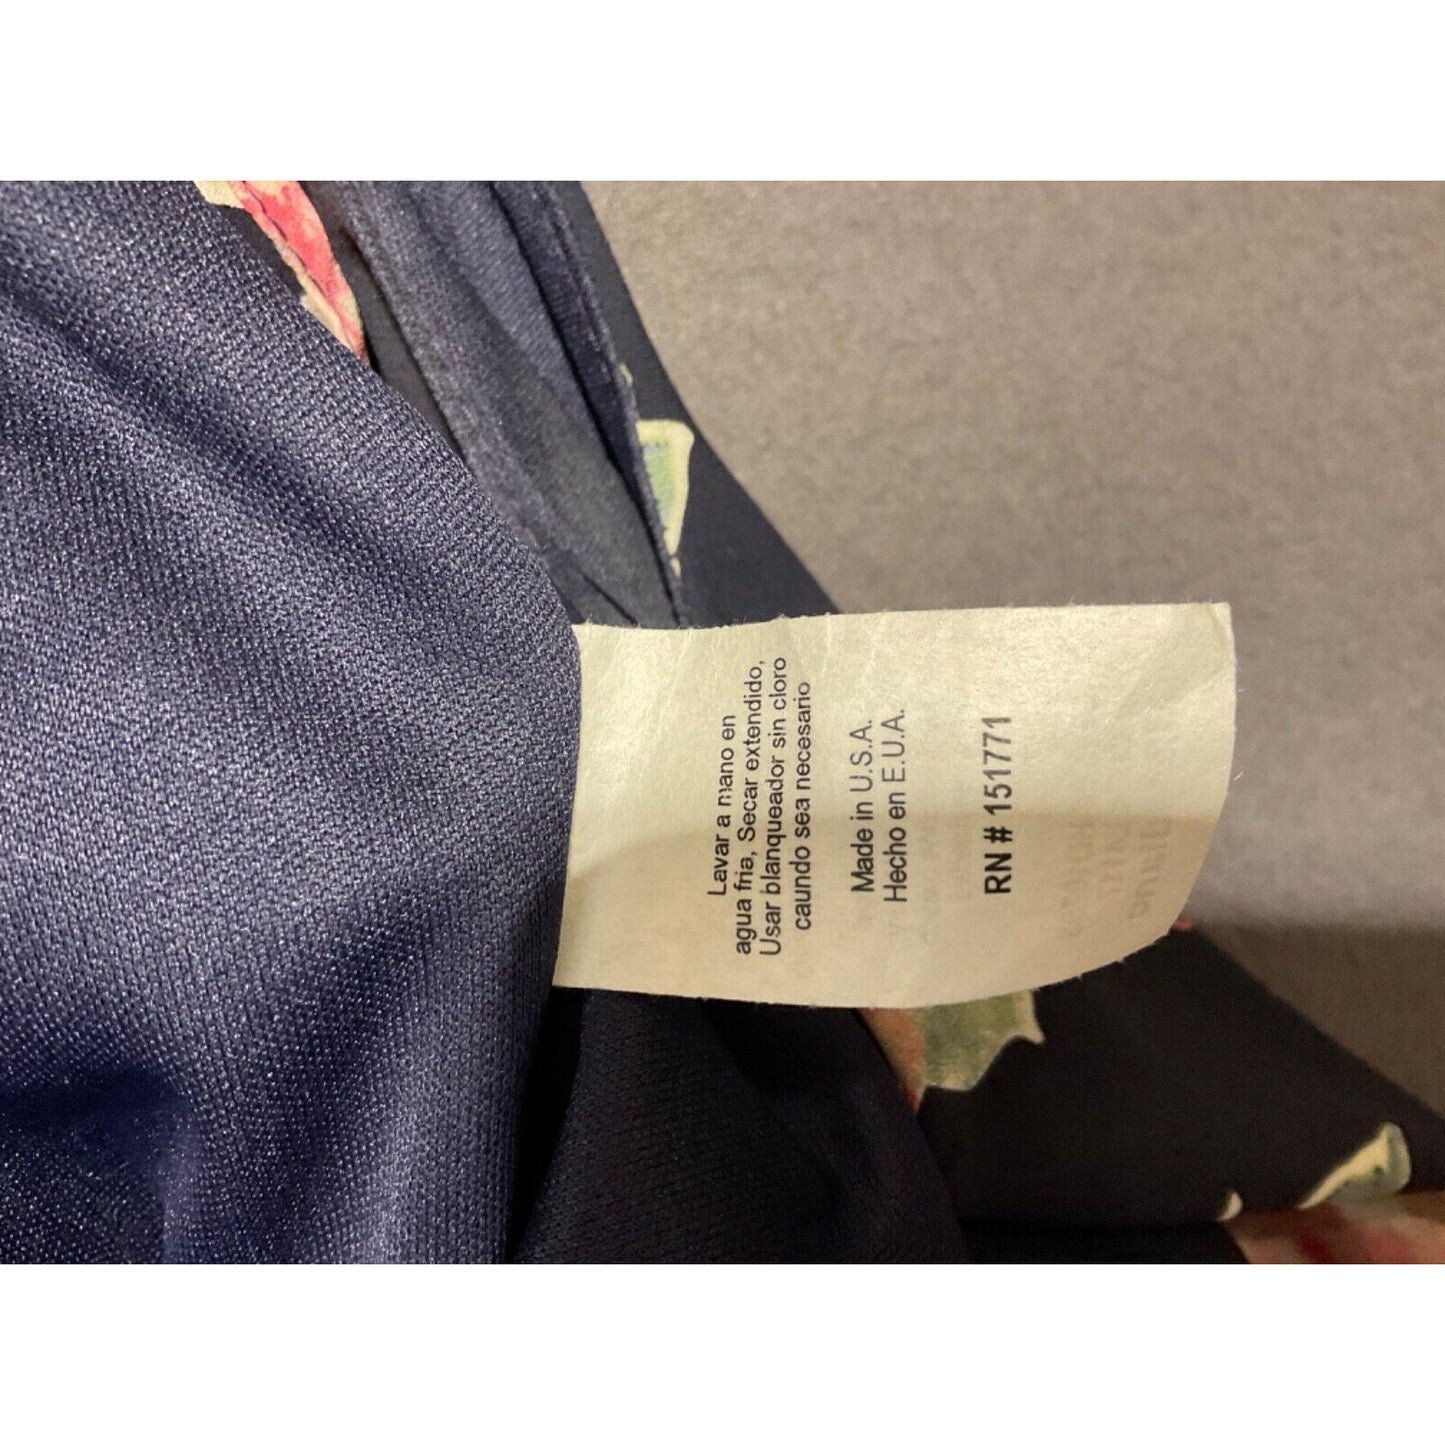 Lavar a mano en
agua fria, Secar extendido,
Usar blanqueador sin cloro
caundo sea necesario
Made in U.S.A.
Hecho en E.U.A.
RN # 151771